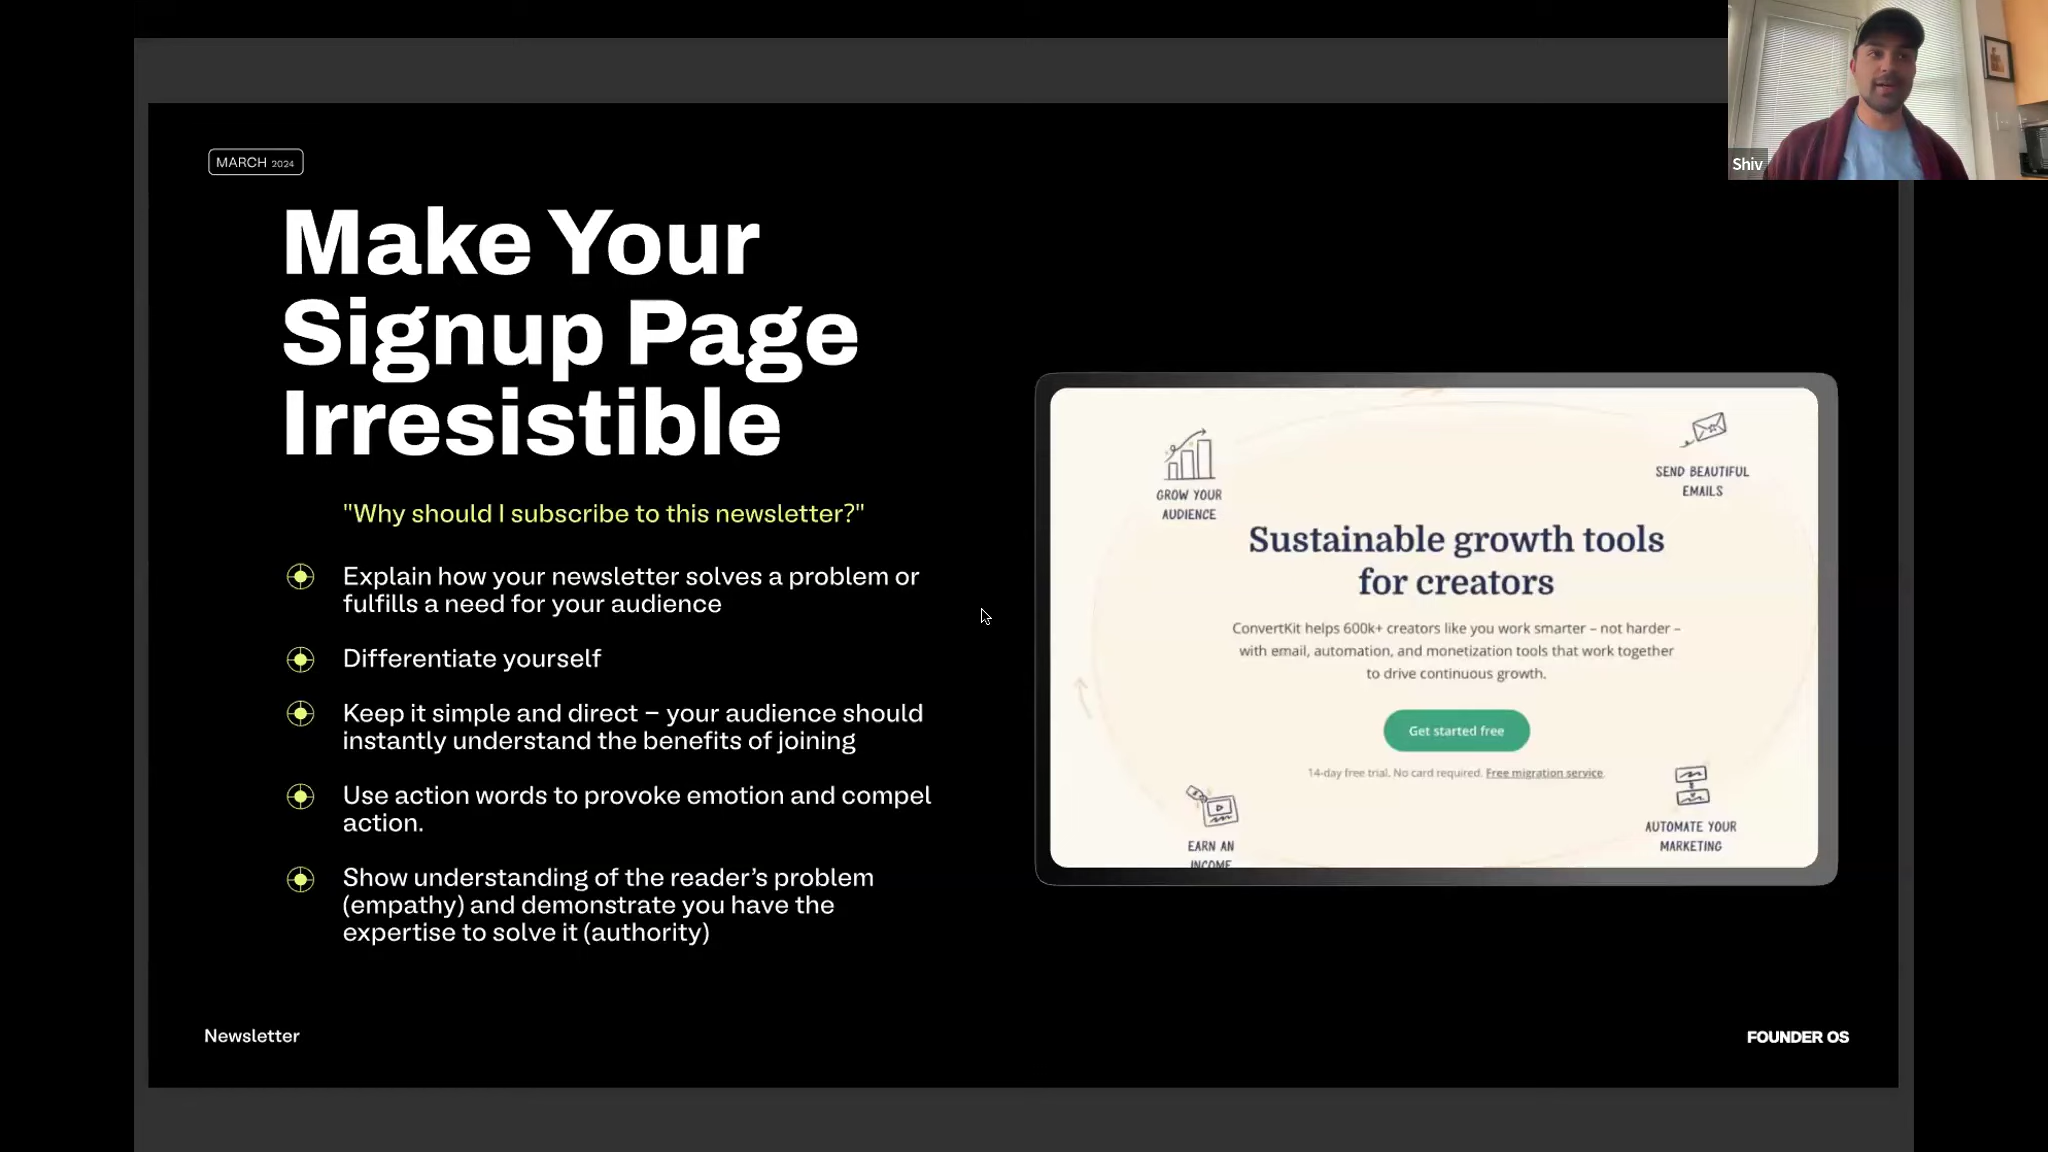 Shiv
MARCH 2024
Make Your
Signup Page
Irresistible
"Why should I subscribe to this newsletter?"
Explain how your newsletter solves a problem or
fulfills a need for your audience
Differentiate yourself
Keep it simple and direct – your audience should
instantly understand the benefits of joining
Use action words to provoke emotion and compel
action.
Show understanding of the reader's problem
(empathy) and demonstrate you have the
expertise to solve it (authority)
GROW YOUR
AUDIENCE
SEND BEAUTIFUL
EMAILS
Sustainable growth tools
for creators
ConvertKit helps 600k+ creators like you work smarter – not harder –
with email, automation, and monetization tools that work together
to drive continuous growth.
Get started free
14-day free trial. No card required. Free migration service.
EARN AN
INCOME
AUTOMATE YOUR
MARKETING
Newsletter
FOUNDER OS